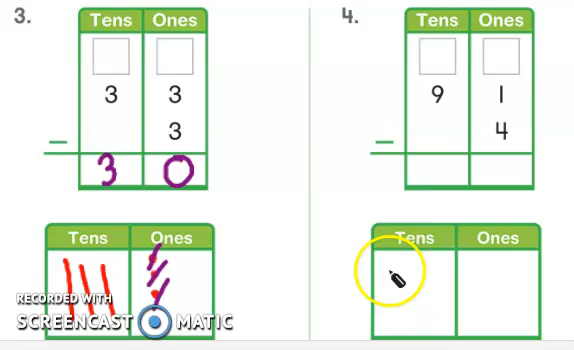 3.
Tens Ones
3 3
− 3
3 0
Tens Ones
4.
Tens Ones
9 1
− 4
Tens Ones
RECORDED WITH
SCREENCAST MATIC